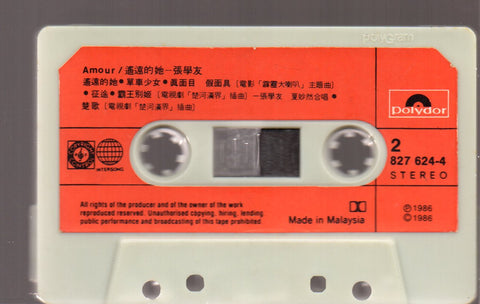 polygram
Amour/遙遠的她-張學友
遙遠的她●單車少女●真面目 假面具〔電影「霹靂大喇叭」主題曲〕
●征途●霸王別姬〔電視劇「楚河漢界」插曲〕-張學友 夏妙然合唱●
楚歌〔電視劇「楚河漢界」插曲〕
polydor
2
827 624-4
STEREO
INTERSONG
All rights of the producer and of the owner of the work
reproduced reserved. Unauthorised copying, hiring, lending
public performance and broadcasting of this tape prohibited
Made in Malaysia
Ⓟ1986
©1986